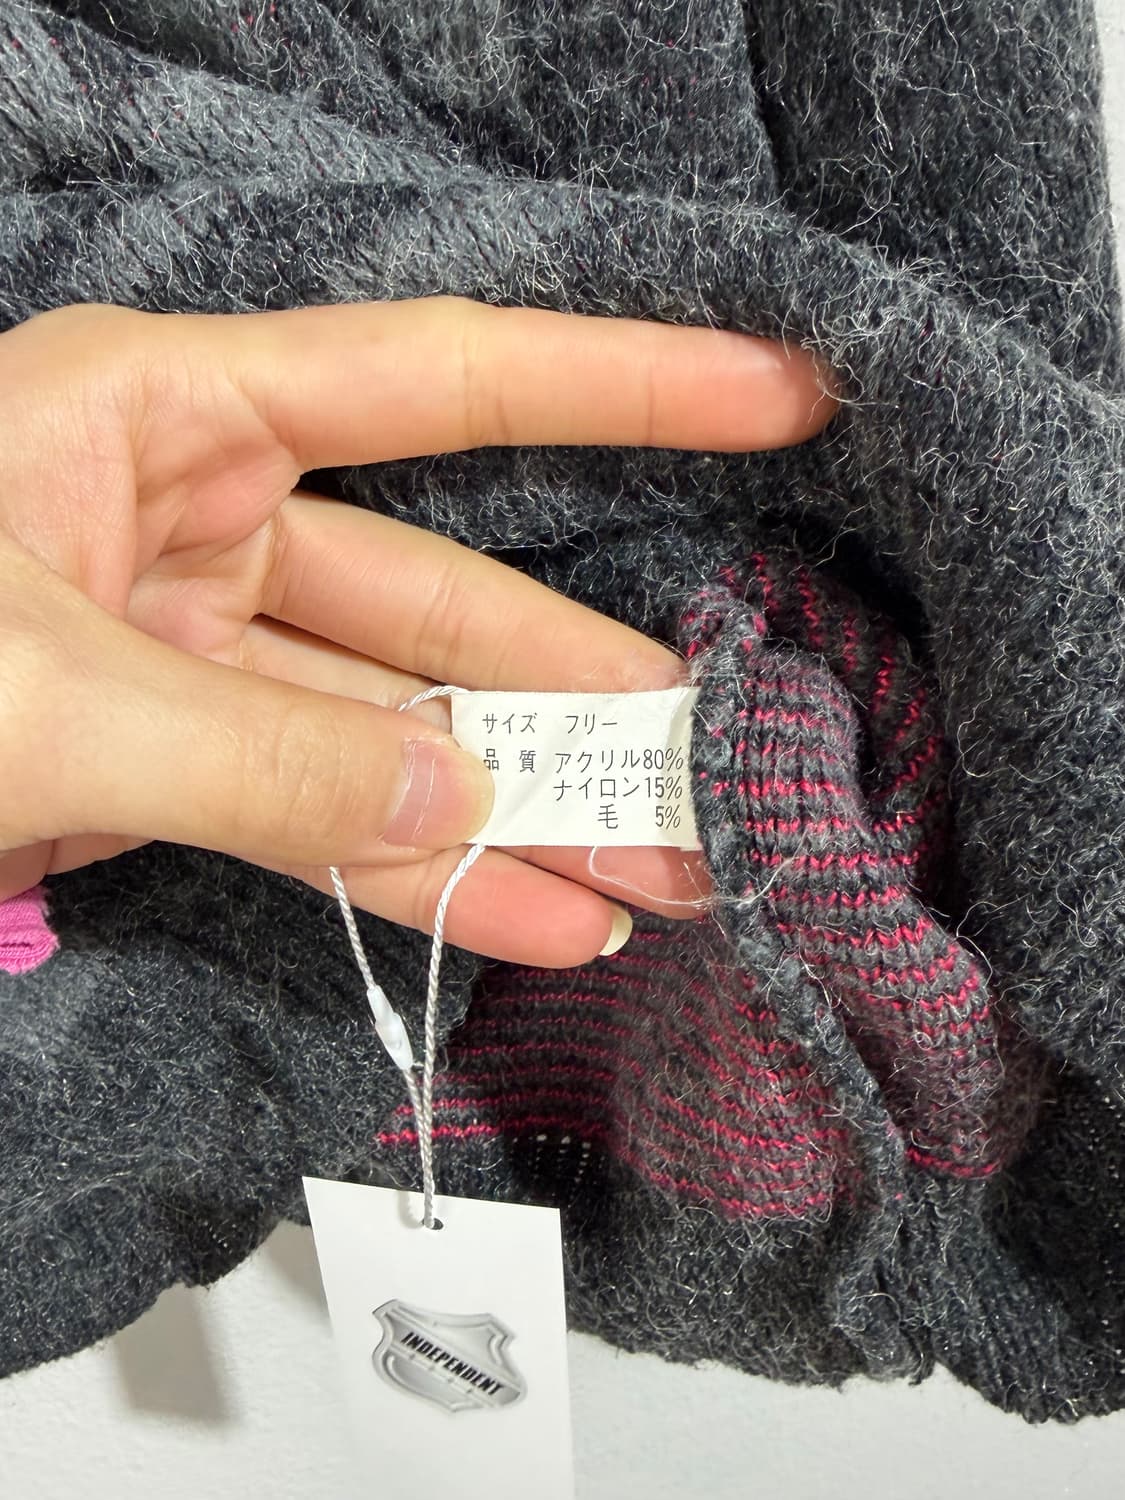 サイズ フリー
品 質 アクリル80%
ナイロン15%
毛 5%
INDEPENDENT